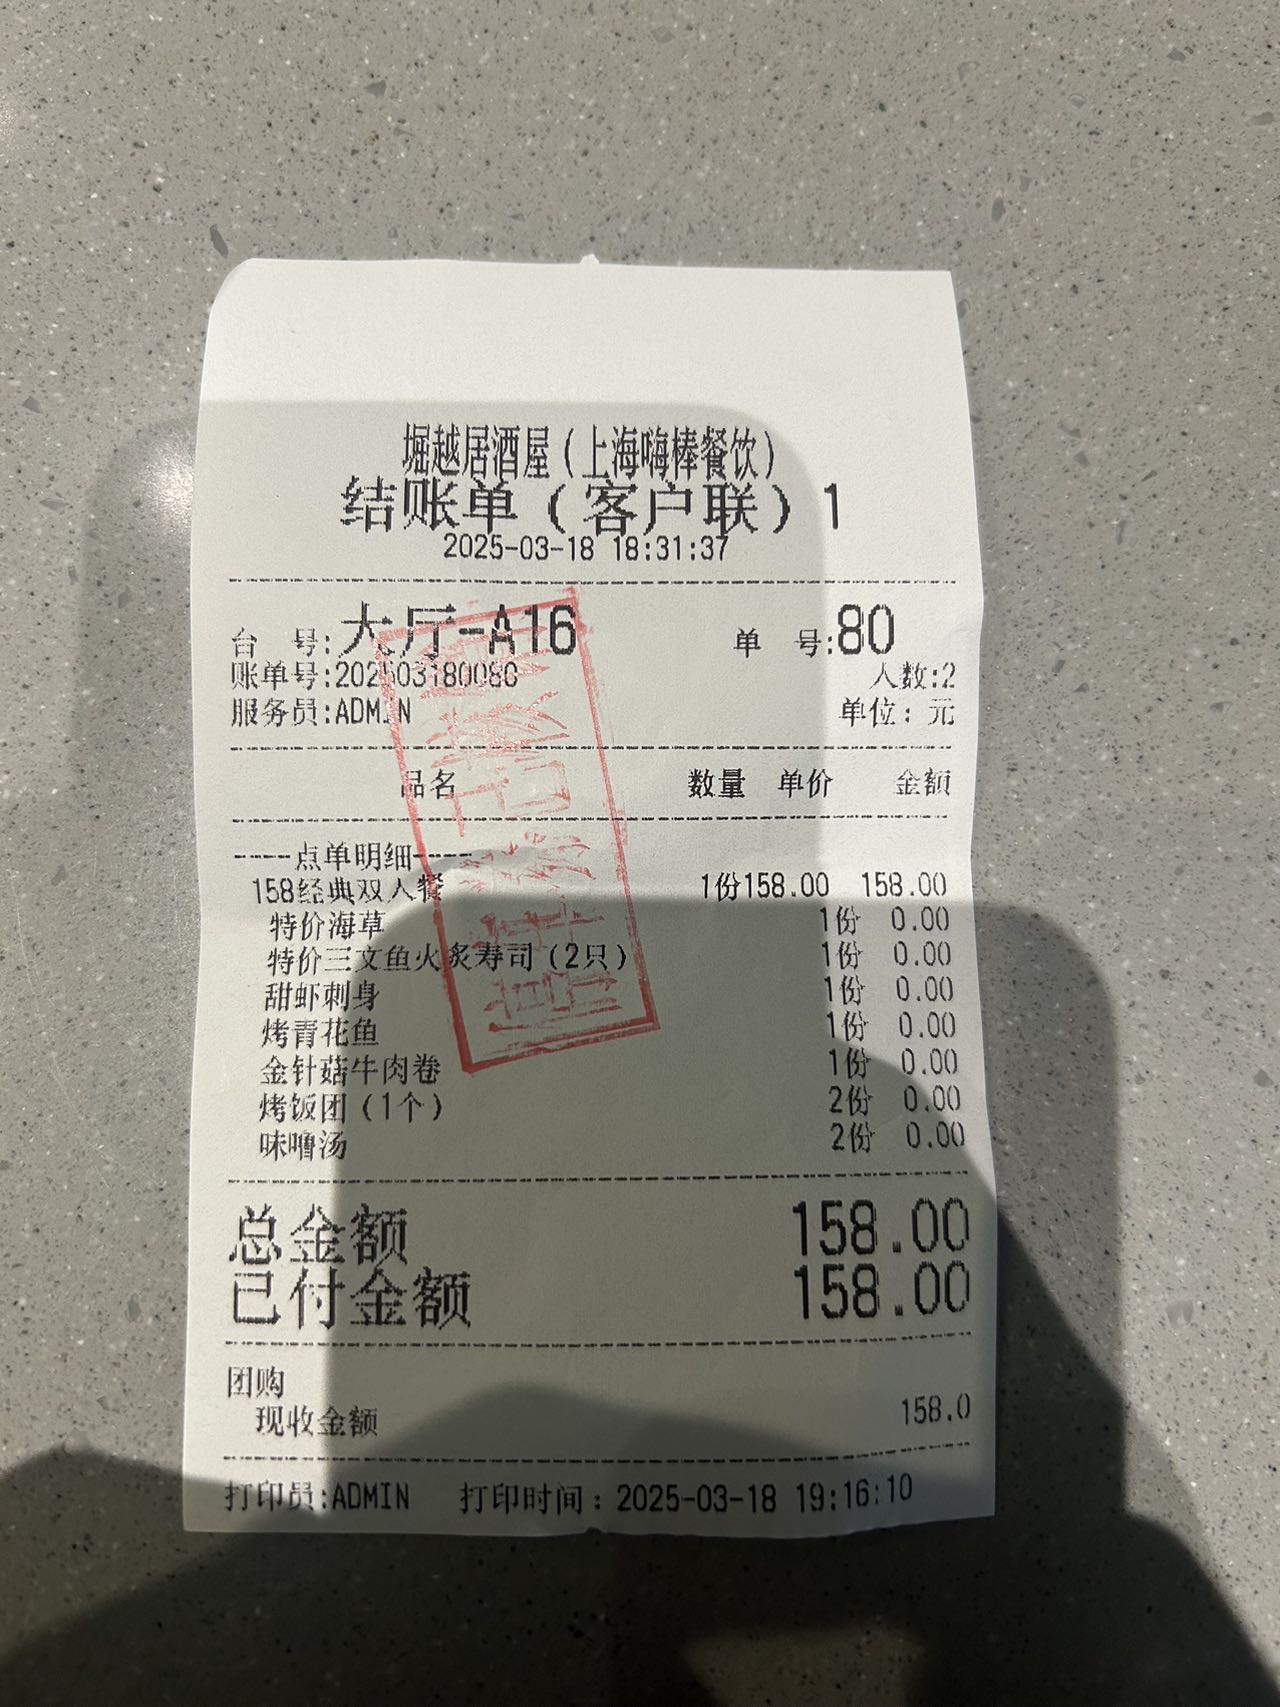 堀越居酒屋(上海嗨棒餐饮)
结账单(客户联)1
2025-03-18 18:31:37
台 号:大厅-A16 单 号:80
账单号:202503180080 人数:2
服务员:ADMIN 单位: 元
品名 数量 单价 金额
----点单明细----
158经典双人餐 1份158.00 158.00
特价海草 1份 0.00
特价三文鱼火炙寿司(2只) 1份 0.00
甜虾刺身 1份 0.00
烤青花鱼 1份 0.00
金针菇牛肉卷 1份 0.00
烤饭团(1个) 2份 0.00
味噜汤 2份 0.00
总金额 158.00
已付金额 158.00
团购
现收金额 158.0
打印员:ADMIN 打印时间:2025-03-18 19:16:10